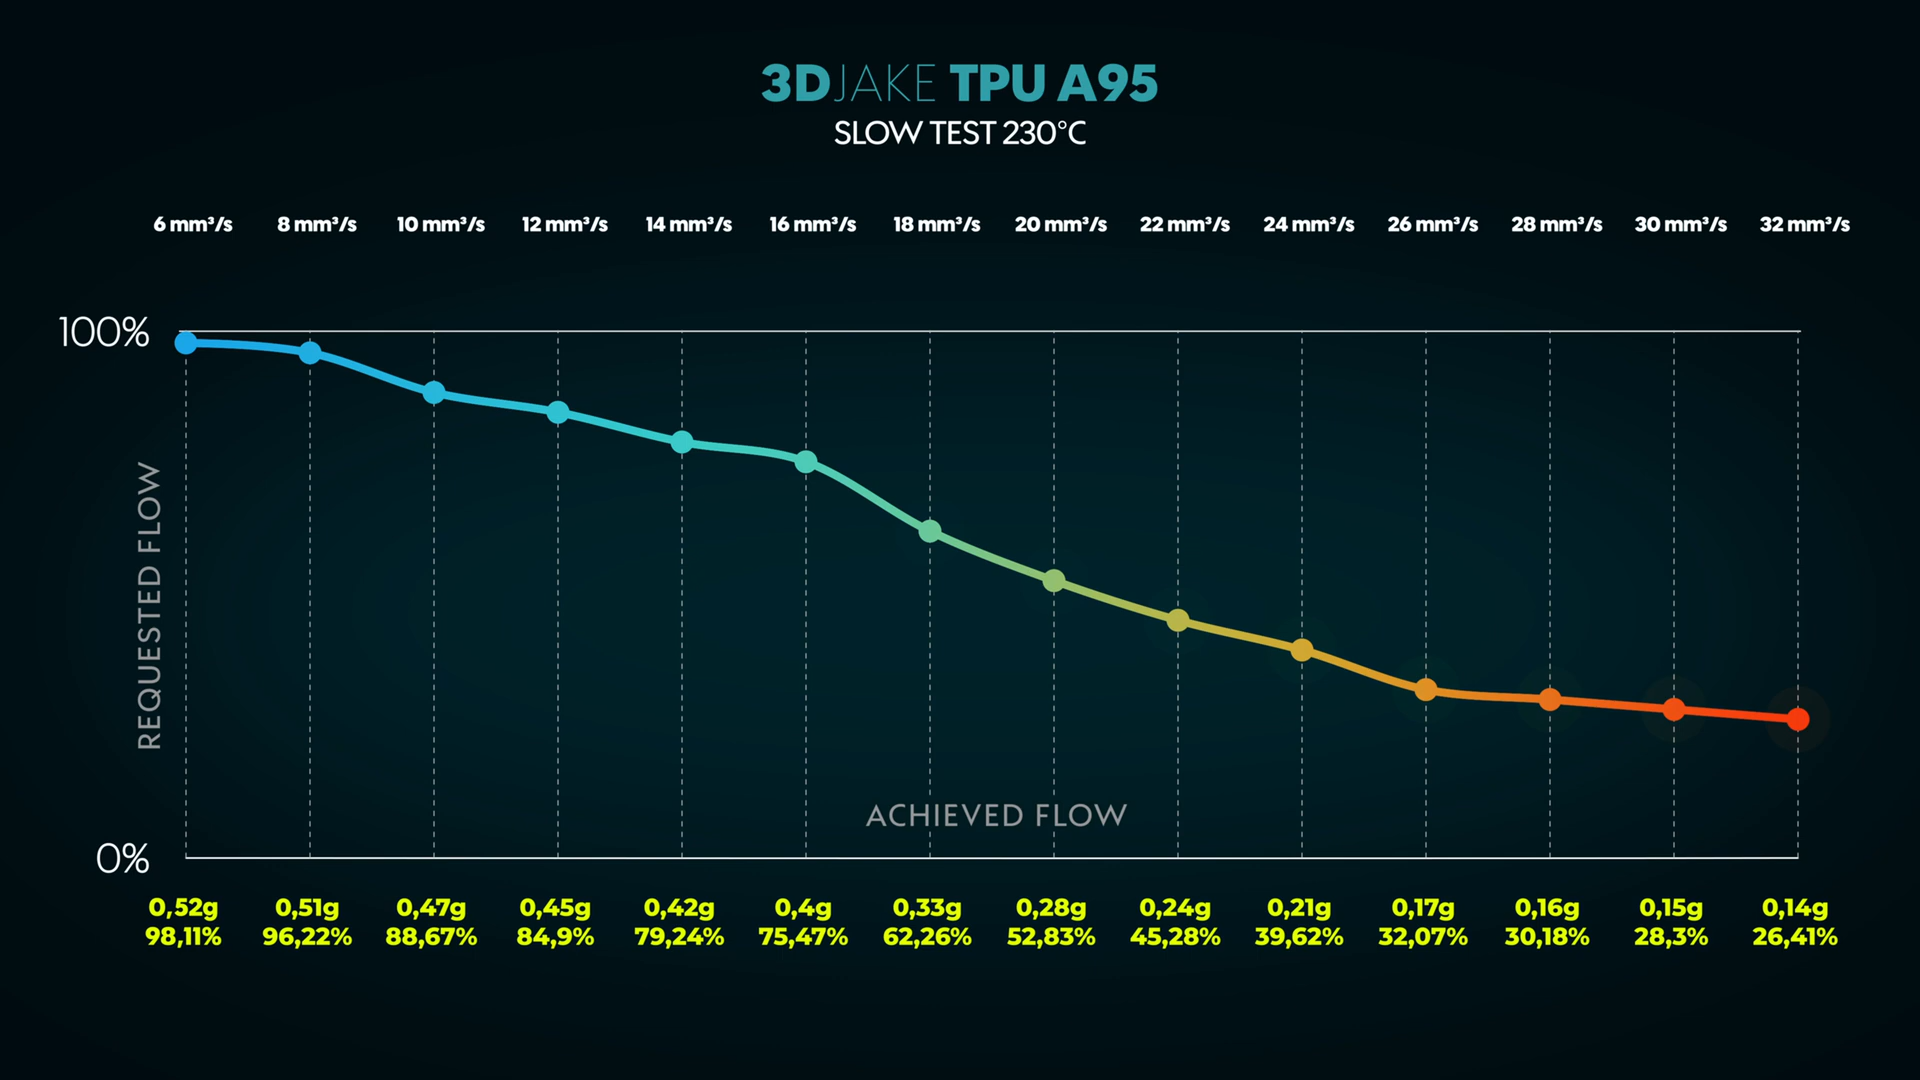 3DJAKE TPU A95
SLOW TEST 230°C
6 mm³/s 8 mm³/s 10 mm³/s 12 mm³/s 14 mm³/s 16 mm³/s 18 mm³/s 20 mm³/s 22 mm³/s 24 mm³/s 26 mm³/s 28 mm³/s 30 mm³/s 32 mm³/s
100%
REQUESTED FLOW
ACHIEVED FLOW
0%
0,52g 0,51g 0,47g 0,45g 0,42g 0,4g 0,33g 0,28g 0,24g 0,21g 0,17g 0,16g 0,15g 0,14g
98,11% 96,22% 88,67% 84,9% 79,24% 75,47% 62,26% 52,83% 45,28% 39,62% 32,07% 30,18% 28,3% 26,41%